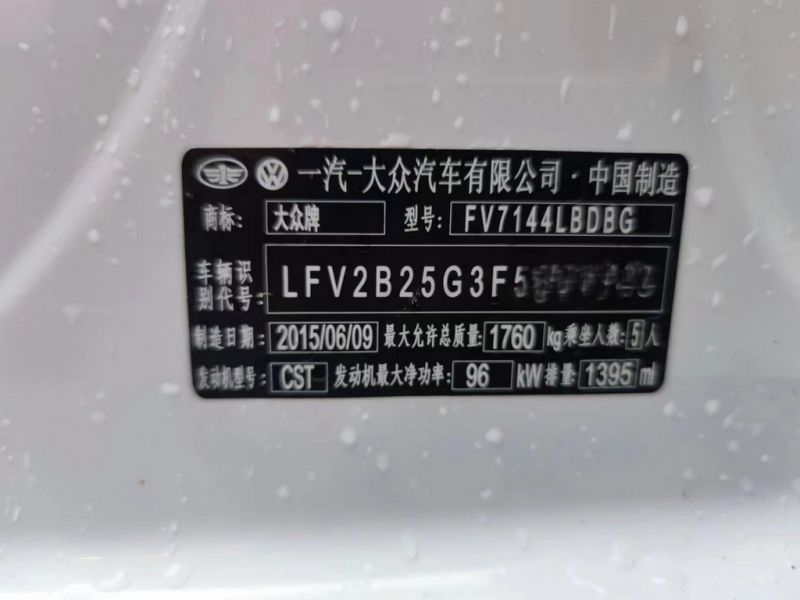 一汽-大众汽车有限公司·中国制造
商标: 大众牌 型号: FV7144LBDBG
车辆识别代号: LFV2B25G3F5
制造日期: 2015/06/09 最大允许总质量: 1760 kg 乘坐人数: 5 人
发动机型号: CST 发动机最大净功率: 96 kW 排量: 1395 ml